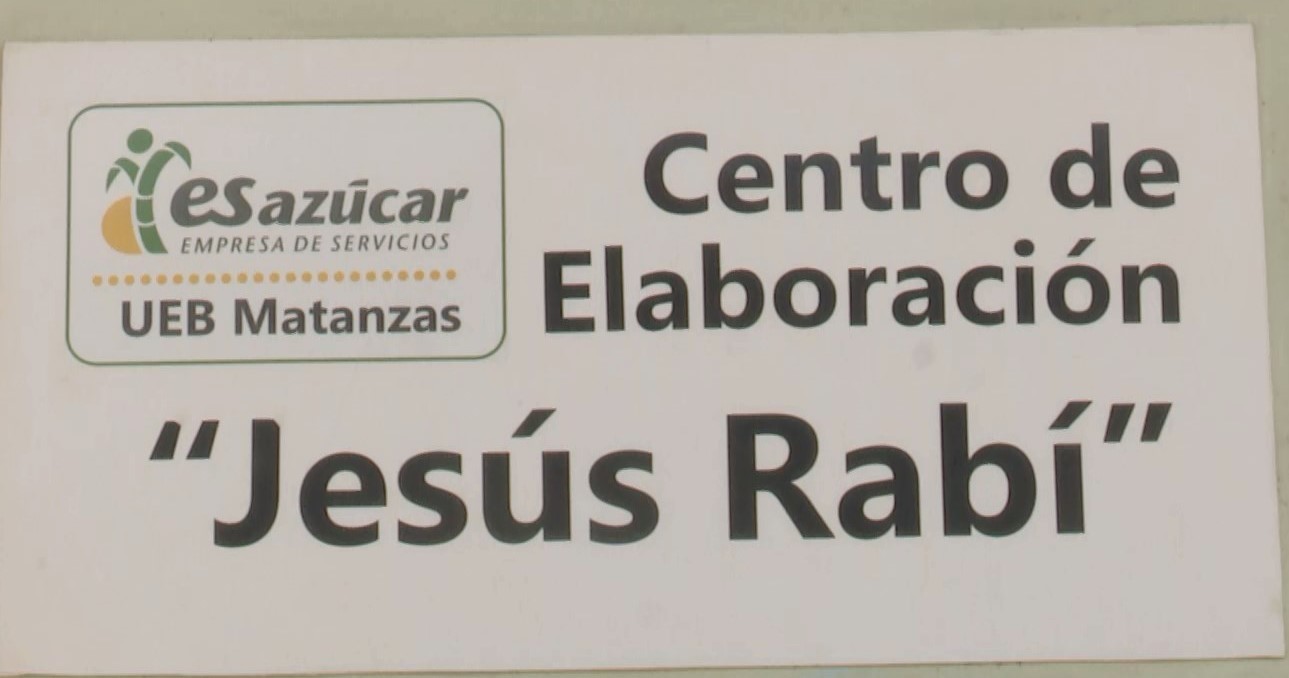 esazúcar
EMPRESA DE SERVICIOS
UEB Matanzas
Centro de
Elaboración
“Jesús Rabí”